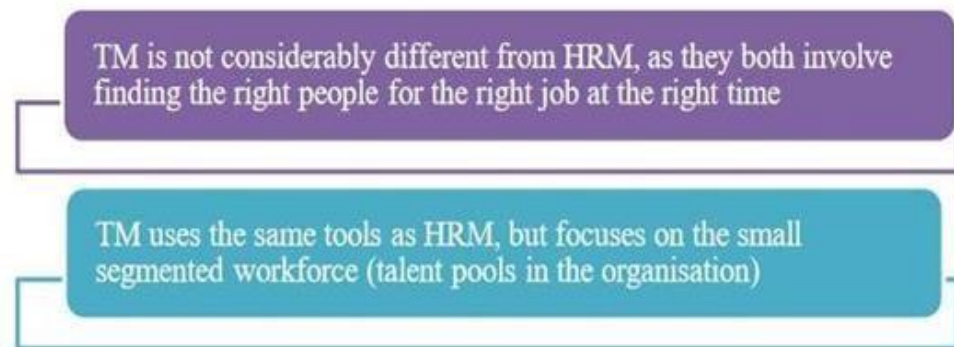 TM is not considerably different from HRM, as they both involve
finding the right people for the right job at the right time
TM uses the same tools as HRM, but focuses on the small
segmented workforce (talent pools in the organisation)